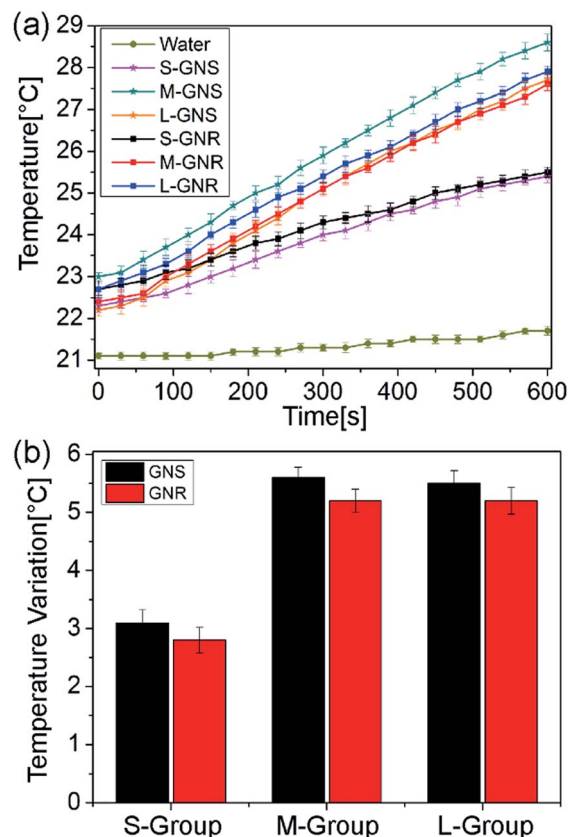 (a)
Water
S-GNS
M-GNS
L-GNS
S-GNR
M-GNR
L-GNR
Temperature[°C]
29
28
27
26
25
24
23
22
21
0 100 200 300 400 500 600
Time[s]
(b)
GNS
GNR
Temperature Variation[°C]
6
5
4
3
2
1
0
S-Group M-Group L-Group